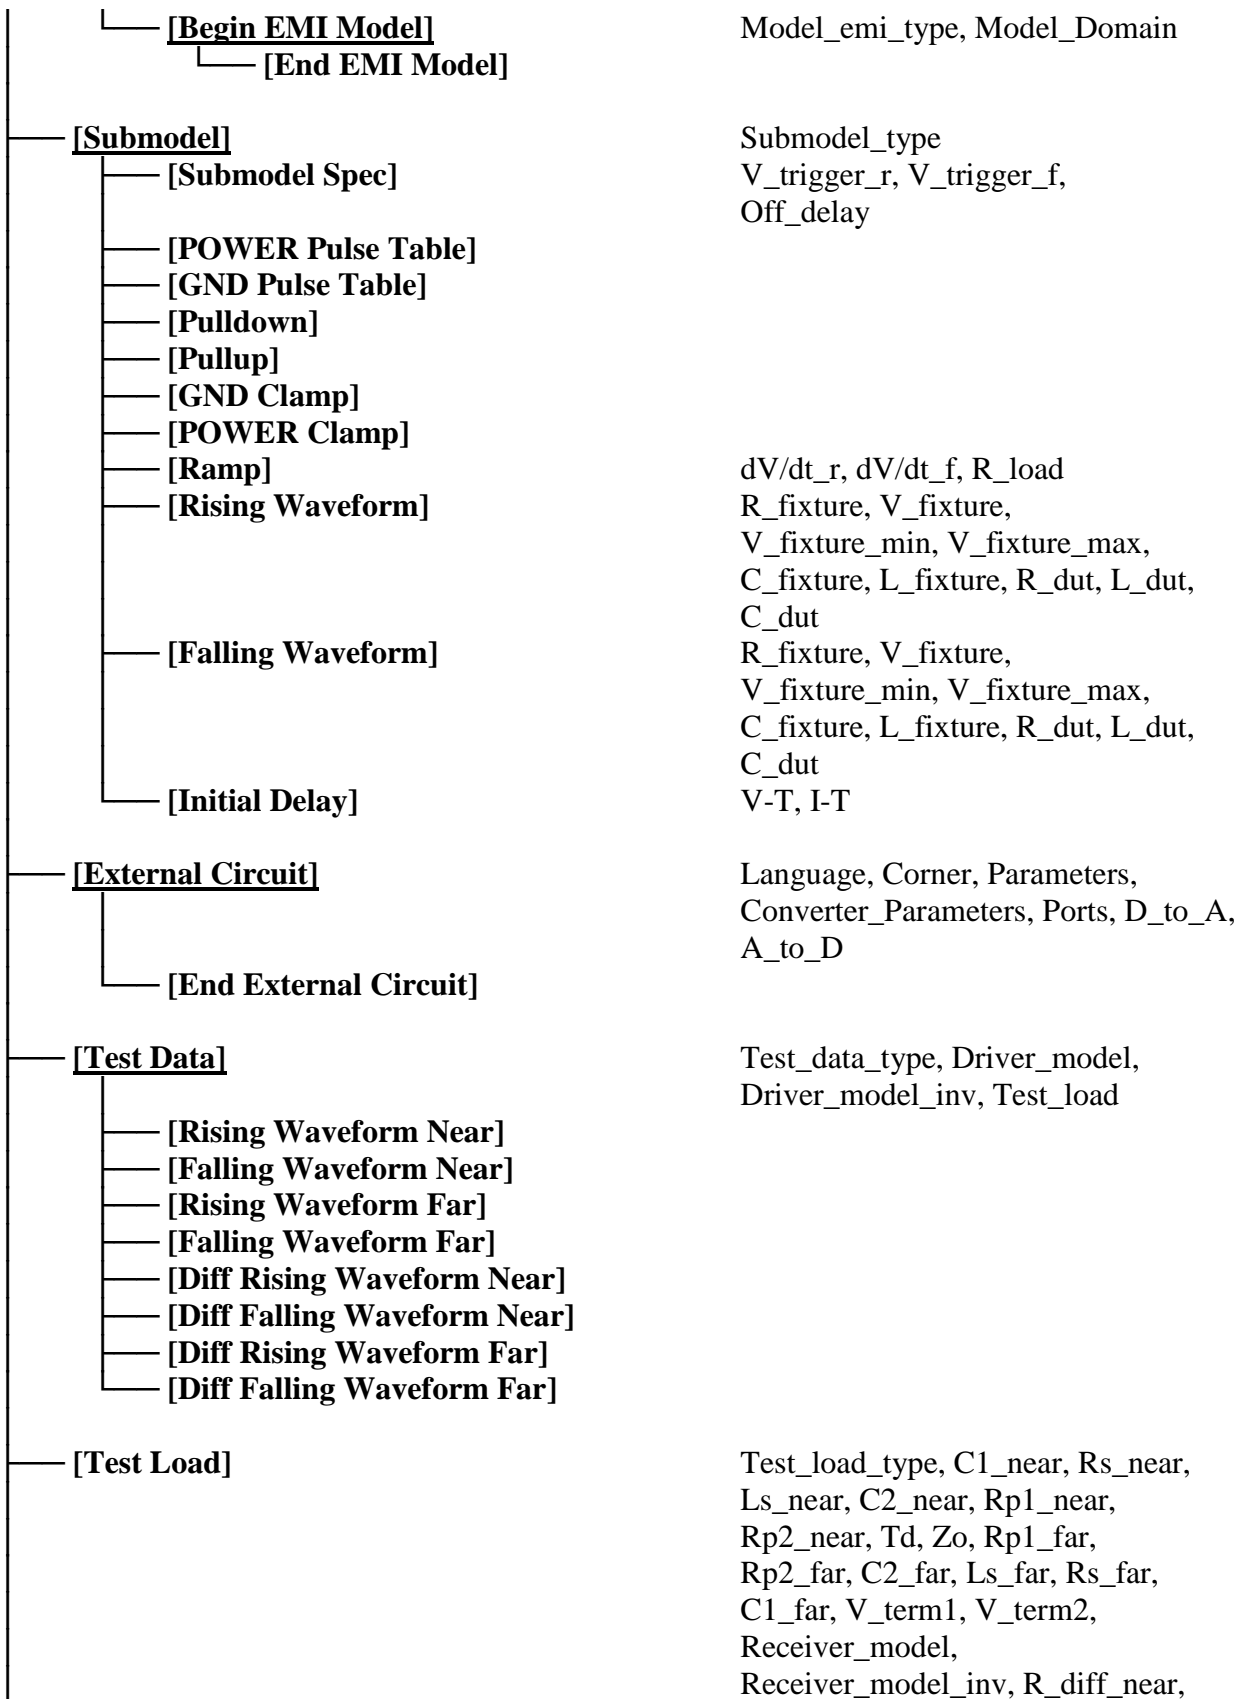 [Begin EMI Model] Model_emi_type, Model_Domain
[End EMI Model]
[Submodel] Submodel_type
[Submodel Spec] V_trigger_r, V_trigger_f,
Off_delay
[POWER Pulse Table]
[GND Pulse Table]
[Pulldown]
[Pullup]
[GND Clamp]
[POWER Clamp]
[Ramp] dV/dt_r, dV/dt_f, R_load
[Rising Waveform] R_fixture, V_fixture,
V_fixture_min, V_fixture_max,
C_fixture, L_fixture, R_dut, L_dut,
C_dut
[Falling Waveform] R_fixture, V_fixture,
V_fixture_min, V_fixture_max,
C_fixture, L_fixture, R_dut, L_dut,
C_dut
[Initial Delay] V-T, I-T
[External Circuit] Language, Corner, Parameters,
Converter_Parameters, Ports, D_to_A,
A_to_D
[End External Circuit]
[Test Data] Test_data_type, Driver_model,
Driver_model_inv, Test_load
[Rising Waveform Near]
[Falling Waveform Near]
[Rising Waveform Far]
[Falling Waveform Far]
[Diff Rising Waveform Near]
[Diff Falling Waveform Near]
[Diff Rising Waveform Far]
[Diff Falling Waveform Far]
[Test Load] Test_load_type, C1_near, Rs_near,
Ls_near, C2_near, Rp1_near,
Rp2_near, Td, Zo, Rp1_far,
Rp2_far, C2_far, Ls_far, Rs_far,
C1_far, V_term1, V_term2,
Receiver_model,
Receiver_model_inv, R_diff_near,